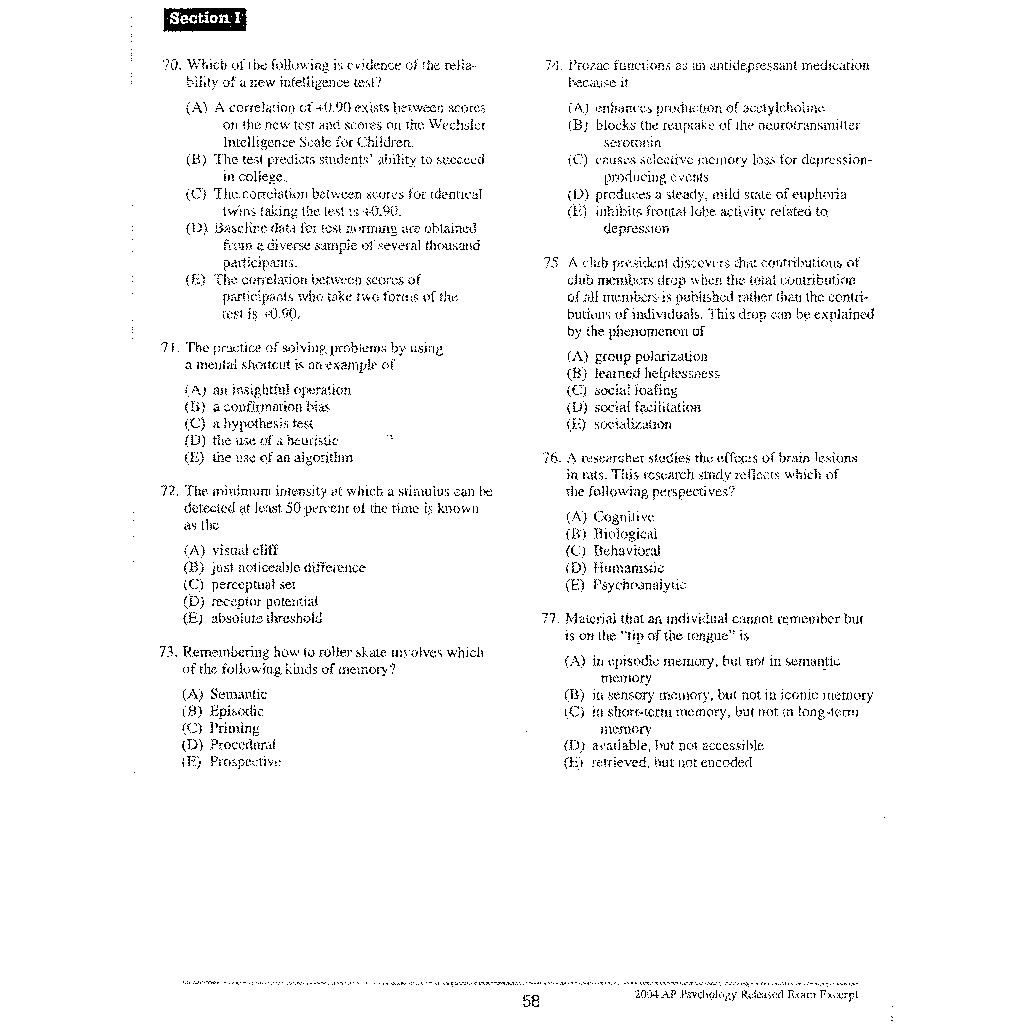 Section I
70. Which of the following is evidence of the relia-
bility of a new intelligence test?
(A) A correlation of +0.90 exists between scores
on the new test and scores on the Wechsler
Intelligence Scale for Children.
(B) The test predicts students' ability to succeed
in college.
(C) The correlation between scores for identical
twins taking the test is +0.90.
(D) Baseline data for test norming are obtained
from a diverse sample of several thousand
participants.
(E) The correlation between scores of
participants who take two forms of the
test is +0.90.
71. The practice of solving problems by using
a mental shortcut is an example of
(A) an insightful operation
(B) a confirmation bias
(C) a hypothesis test
(D) the use of a heuristic
(E) the use of an algorithm
72. The minimum intensity at which a stimulus can be
detected at least 50 percent of the time is known
as the
(A) visual cliff
(B) just noticeable difference
(C) perceptual set
(D) receptor potential
(E) absolute threshold
73. Remembering how to roller skate involves which
of the following kinds of memory?
(A) Semantic
(B) Episodic
(C) Priming
(D) Procedural
(E) Prospective
74. Prozac functions as an antidepressant medication
because it
(A) enhances production of acetylcholine
(B) blocks the reuptake of the neurotransmitter
serotonin
(C) causes selective memory loss for depression-
producing events
(D) produces a steady, mild state of euphoria
(E) inhibits frontal lobe activity related to
depression
75. A club president discovers that contributions of
club members drop when the total contribution
of all members is published rather than the contri-
butions of individuals. This drop can be explained
by the phenomenon of
(A) group polarization
(B) learned helplessness
(C) social loafing
(D) social facilitation
(E) socialization
76. A researcher studies the effects of brain lesions
in rats. This research study reflects which of
the following perspectives?
(A) Cognitive
(B) Biological
(C) Behavioral
(D) Humanistic
(E) Psychoanalytic
77. Material that an individual cannot remember but
is on the "tip of the tongue" is
(A) in episodic memory, but not in semantic
memory
(B) in sensory memory, but not in iconic memory
(C) in short-term memory, but not in long-term
memory
(D) available, but not accessible
(E) retrieved, but not encoded
58
2004 AP Psychology Released Exam Excerpt